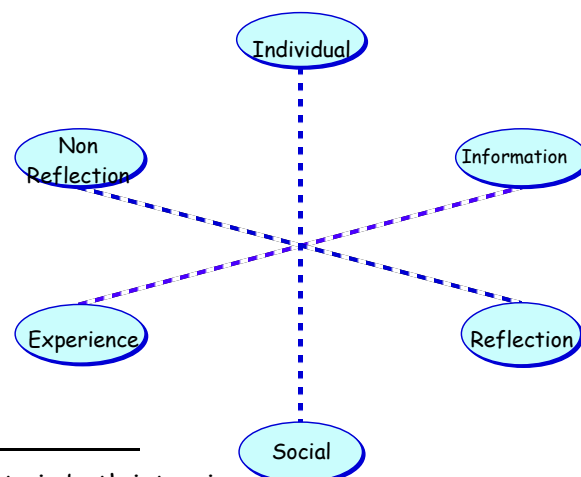 Individual
Non
Reflection
Information
Experience
Reflection
Social